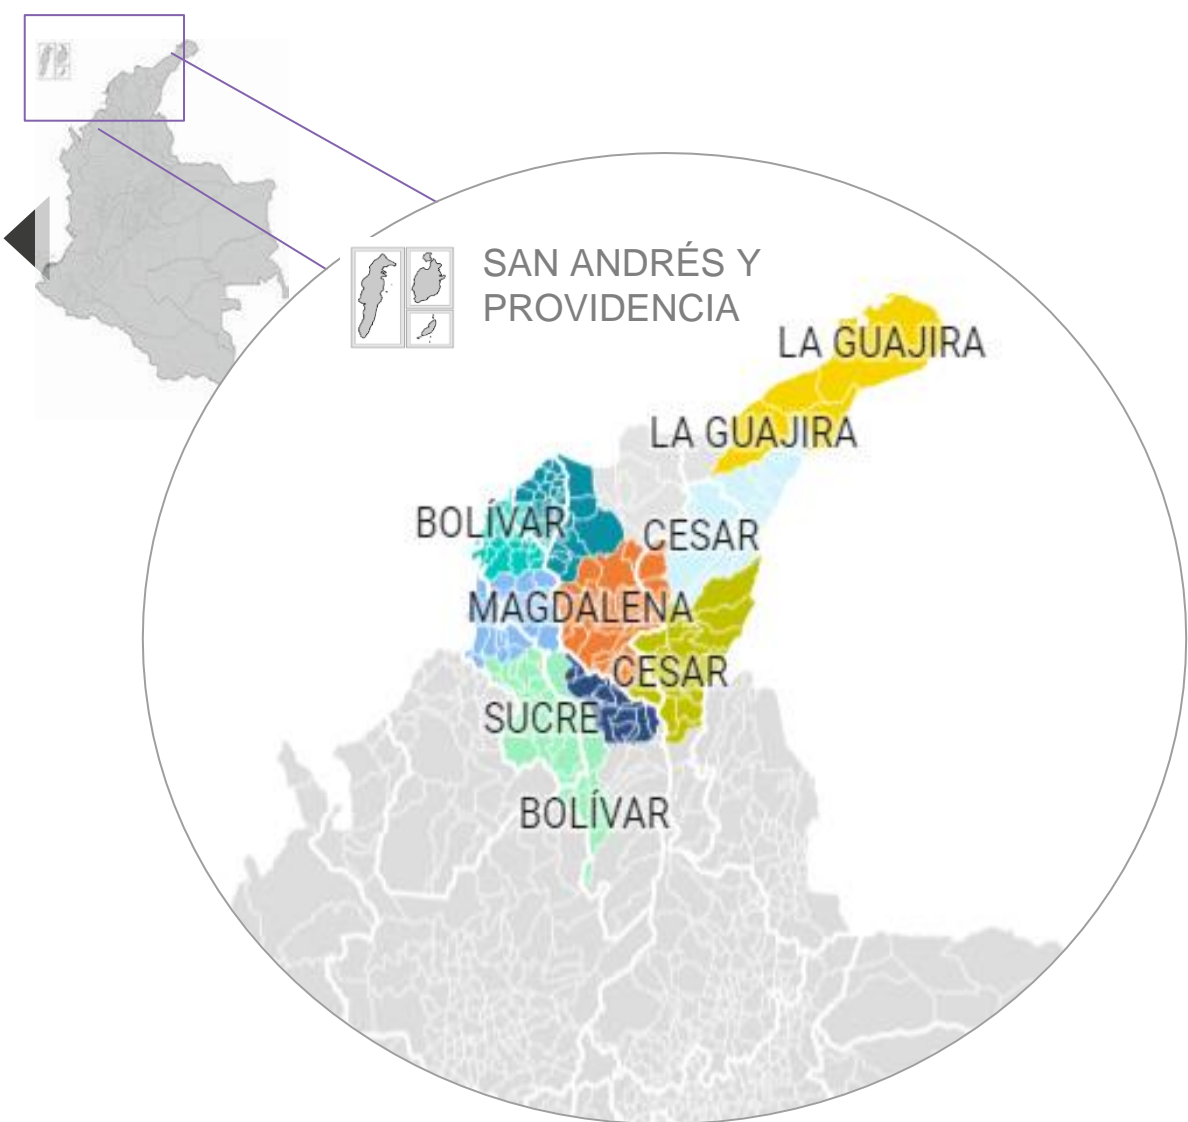 SAN ANDRÉS Y
PROVIDENCIA
LA GUAJIRA
LA GUAJIRA
BOLÍVAR
CESAR
MAGDALENA
CESAR
SUCRE
BOLÍVAR